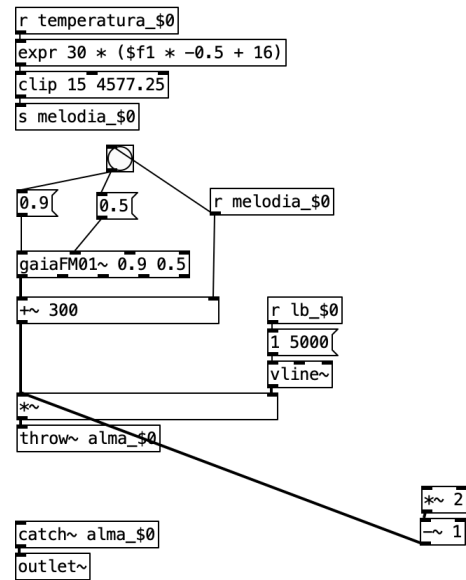 r temperatura_$0
expr 30 * ($f1 * -0.5 + 16)
clip 15 4577.25
s melodia_$0
0.9
0.5
r melodia_$0
gaiaFM01~ 0.9 0.5
+~ 300
r lb_$0
1 5000
vline~
*~
throw~ alma_$0
*~ 2
-~ 1
catch~ alma_$0
outlet~